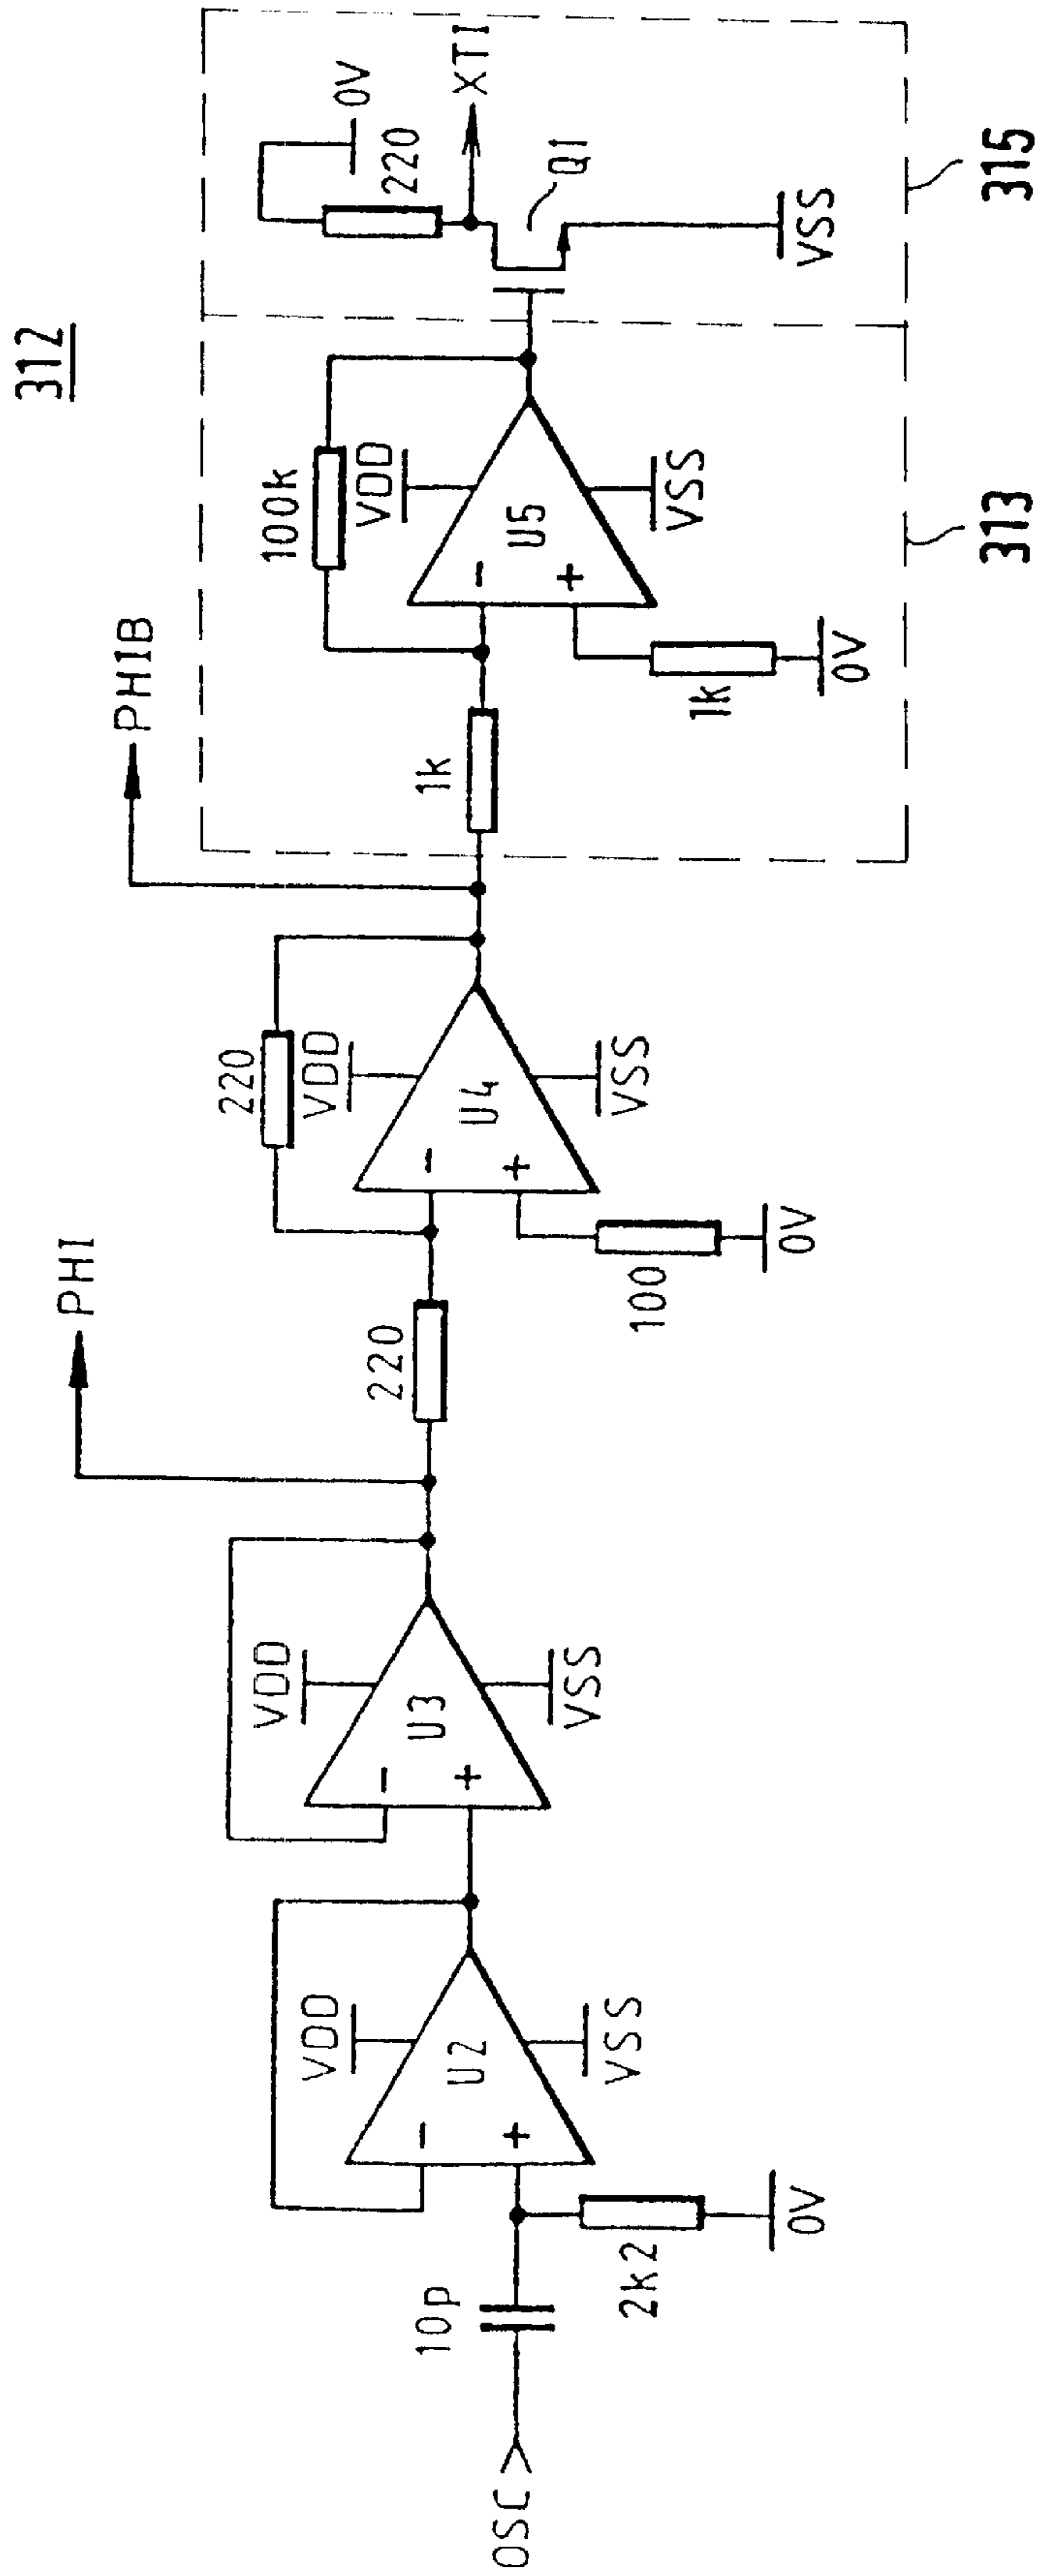 312
PHI
PHIB
OSC
10p
2k2
0V
U2
-
+
VDD
VSS
U3
-
+
VDD
VSS
220
220
U4
-
+
VDD
VSS
100
0V
1k
100k
U5
-
+
VDD
VSS
1k
0V
313
0V
220
XTI
Q1
VSS
315